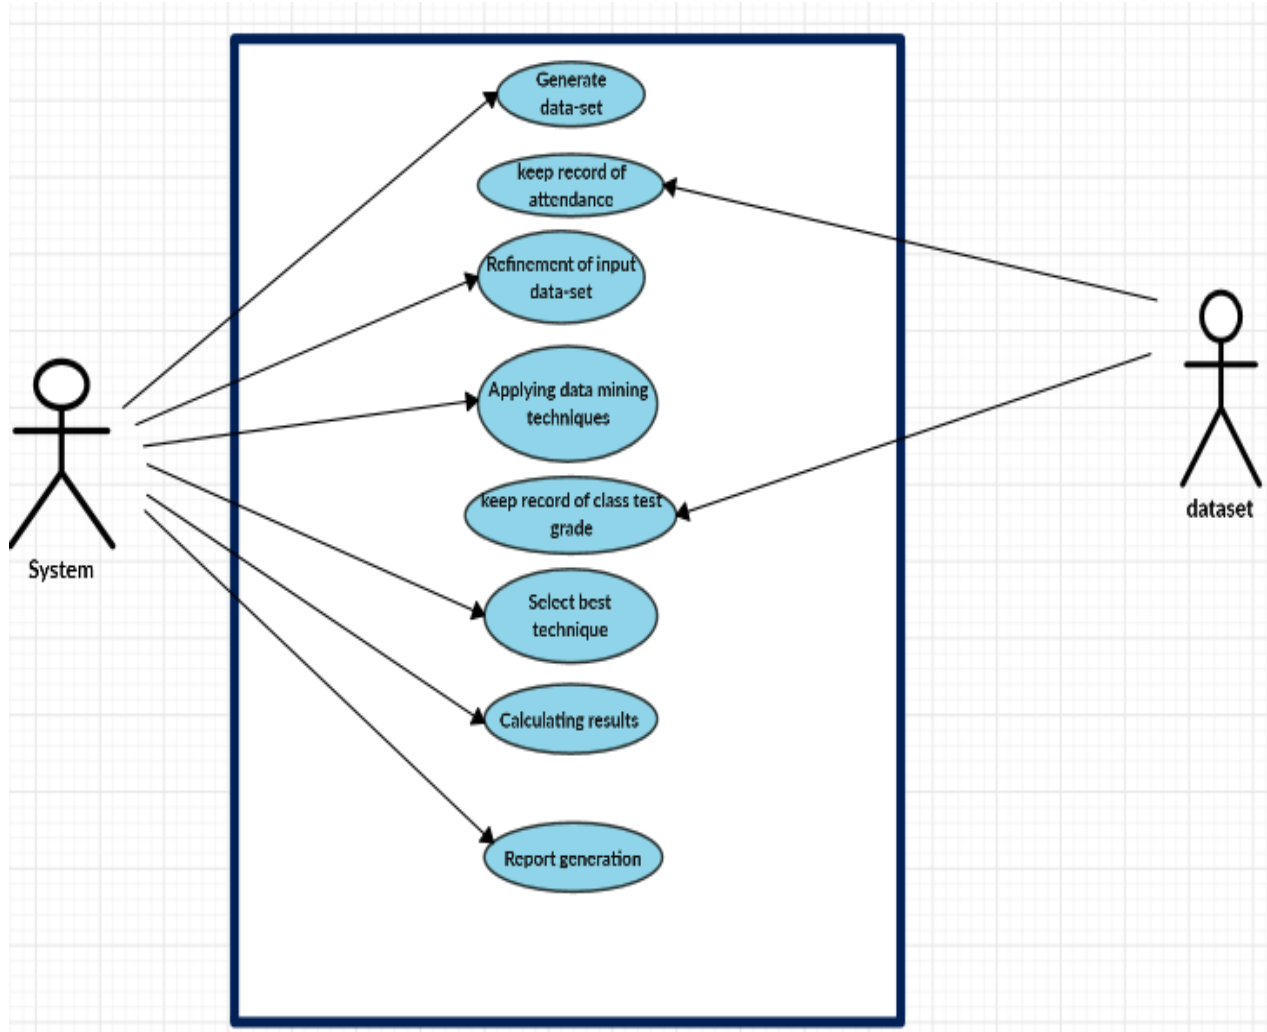 Generate
data-set
keep record of
attendance
Refinement of input
data-set
Applying data mining
techniques
keep record of class test
grade
Select best
technique
Calculating results
Report generation
System
dataset